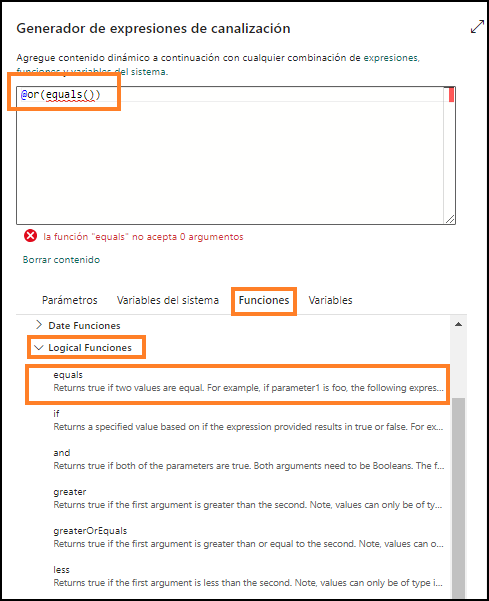 Generador de expresiones de canalización
Agregue contenido dinámico a continuación con cualquier combinación de expresiones,
funciones y variables del sistema.
@or(equals())
la función "equals" no acepta 0 argumentos
Borrar contenido
Parámetros Variables del sistema Funciones Variables
Date Funciones
Logical Funciones
equals
Returns true if two values are equal. For example, if parameter1 is foo, the following expres...
if
Returns a specified value based on if the expression provided results in true or false. For ex...
and
Returns true if both of the parameters are true. Both arguments need to be Booleans. The f...
greater
Returns true if the first argument is greater than the second. Note, values can only be of ty...
greaterOrEquals
Returns true if the first argument is greater than or equal to the second. Note, values can o...
less
Returns true if the first argument is less than the second. Note, values can only be of type i...